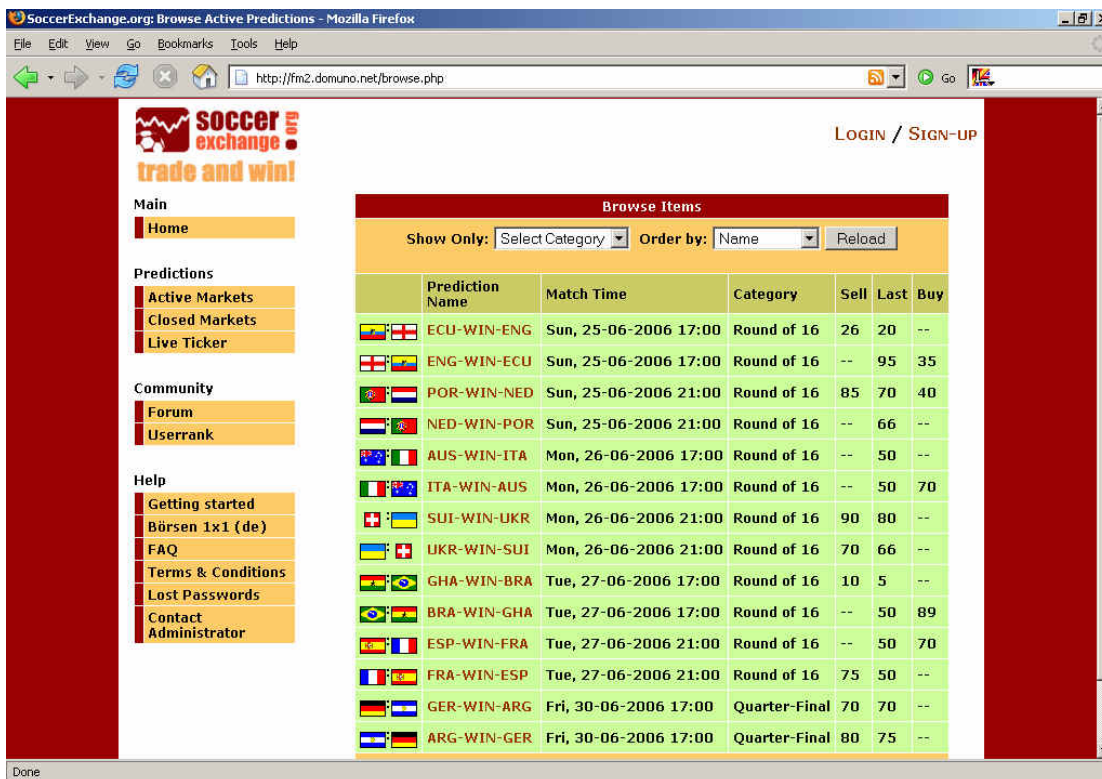 SoccerExchange.org: Browse Active Predictions - Mozilla Firefox
File Edit View Go Bookmarks Tools Help
http://fm2.domuno.net/browse.php Go
soccer exchange .org
trade and win!
LOGIN / SIGN-UP
Main
Home
Predictions
Active Markets
Closed Markets
Live Ticker
Community
Forum
Userrank
Help
Getting started
Börsen 1x1 (de)
FAQ
Terms & Conditions
Lost Passwords
Contact
Administrator
Browse Items
Show Only: Select Category Order by: Name Reload
Prediction Name Match Time Category Sell Last Buy
ECU-WIN-ENG Sun, 25-06-2006 17:00 Round of 16 26 20 --
ENG-WIN-ECU Sun, 25-06-2006 17:00 Round of 16 -- 95 35
POR-WIN-NED Sun, 25-06-2006 21:00 Round of 16 85 70 40
NED-WIN-POR Sun, 25-06-2006 21:00 Round of 16 -- 66 --
AUS-WIN-ITA Mon, 26-06-2006 17:00 Round of 16 -- 50 --
ITA-WIN-AUS Mon, 26-06-2006 17:00 Round of 16 -- 50 70
SUI-WIN-UKR Mon, 26-06-2006 21:00 Round of 16 90 80 --
UKR-WIN-SUI Mon, 26-06-2006 21:00 Round of 16 70 66 --
GHA-WIN-BRA Tue, 27-06-2006 17:00 Round of 16 10 5 --
BRA-WIN-GHA Tue, 27-06-2006 17:00 Round of 16 -- 50 89
ESP-WIN-FRA Tue, 27-06-2006 21:00 Round of 16 -- 50 70
FRA-WIN-ESP Tue, 27-06-2006 21:00 Round of 16 75 50 --
GER-WIN-ARG Fri, 30-06-2006 17:00 Quarter-Final 70 70 --
ARG-WIN-GER Fri, 30-06-2006 17:00 Quarter-Final 80 75 --
Done